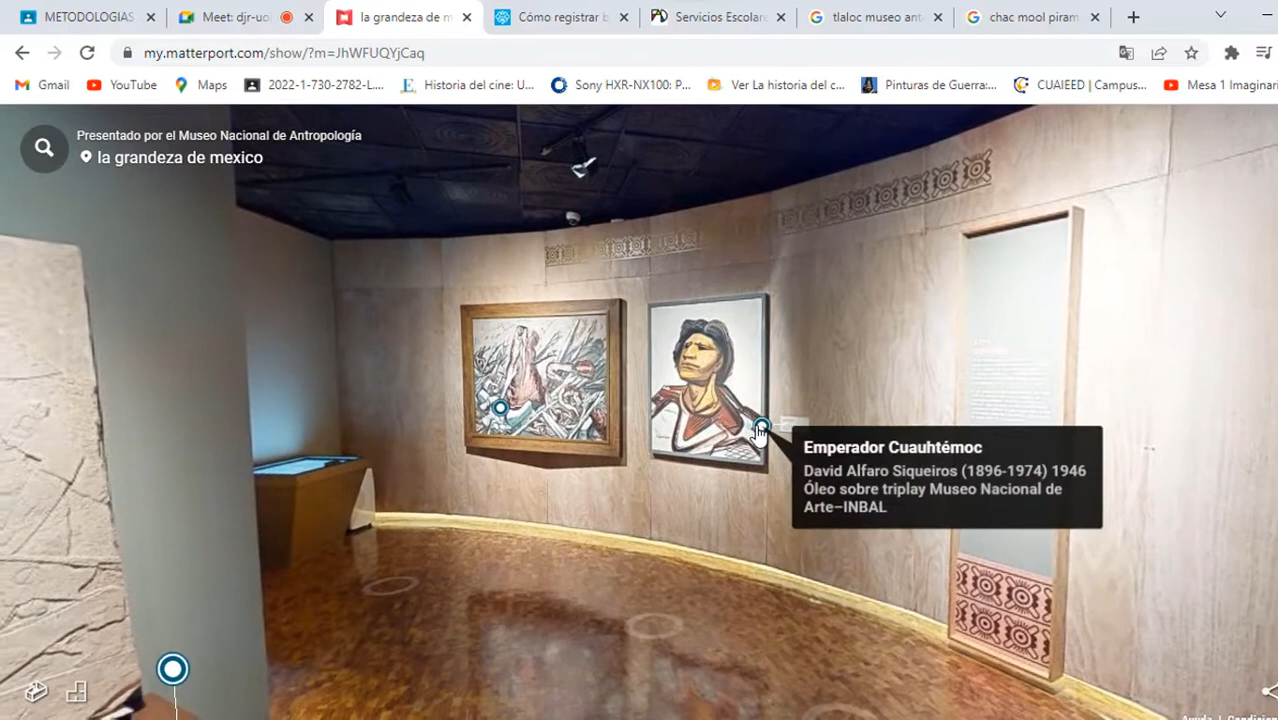 METODOLOGIAS
Meet: djr-uo
la grandeza de m
Cómo registrar b
Servicios Escolare
tlaloc museo ant
chac mool piram
my.matterport.com/show/?m=JhWFUQYjCaq
Gmail
YouTube
Maps
2022-1-730-2782-L...
Historia del cine: U...
Sony HXR-NX100: P...
Ver La historia del c...
Pinturas de Guerra:...
CUAIEED | Campus...
Mesa 1 Imaginari
Presentado por el Museo Nacional de Antropología
la grandeza de mexico
Emperador Cuauhtémoc
David Alfaro Siqueiros (1896-1974) 1946
Óleo sobre triplay Museo Nacional de
Arte–INBAL